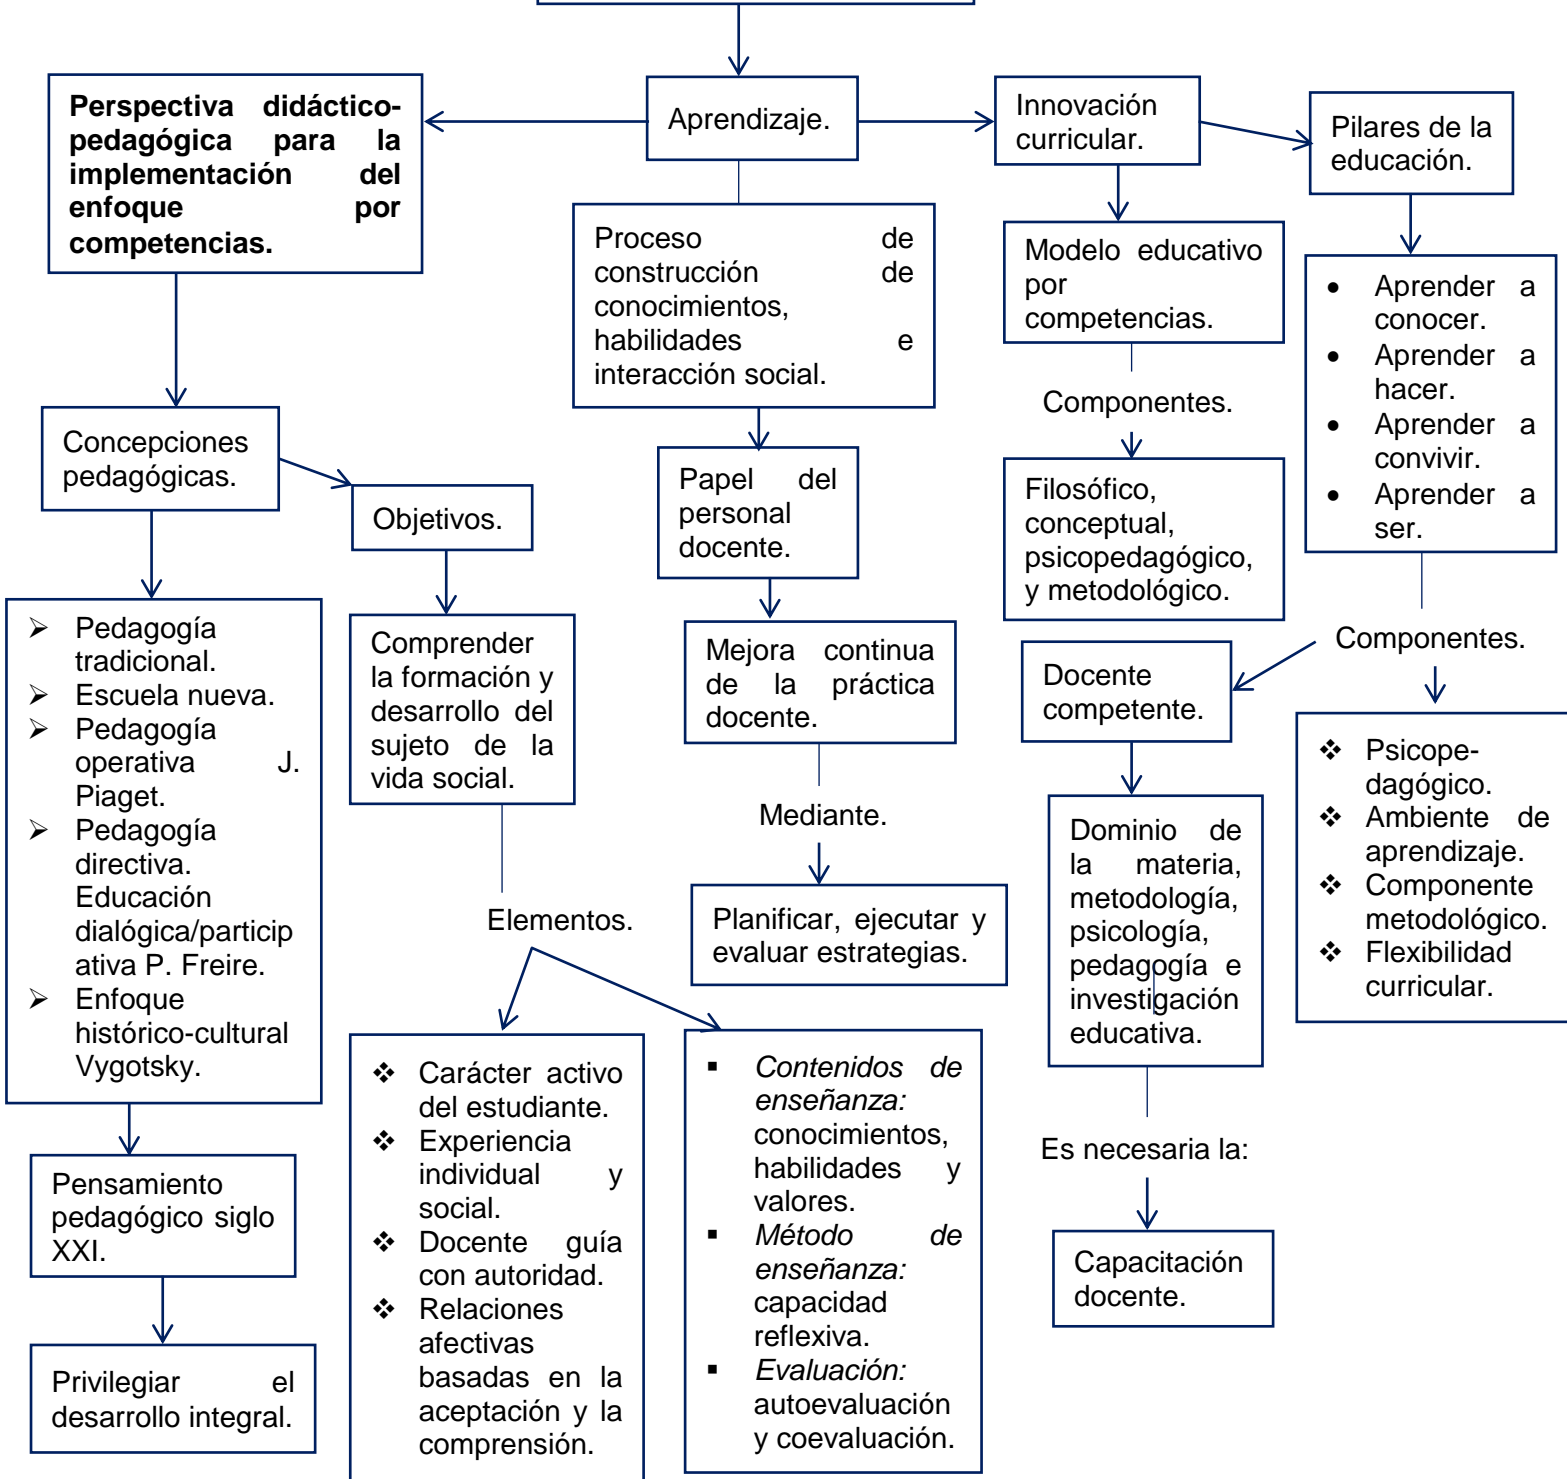 Perspectiva didáctico-
pedagógica para la
implementación del
enfoque por
competencias.
Aprendizaje.
Innovación
curricular.
Pilares de la
educación.
Proceso de
construcción de
conocimientos,
habilidades e
interacción social.
Modelo educativo
por
competencias.
• Aprender a
conocer.
• Aprender a
hacer.
• Aprender a
convivir.
• Aprender a
ser.
Concepciones
pedagógicas.
Objetivos.
Papel del
personal
docente.
Componentes.
Filosófico,
conceptual,
psicopedagógico,
y metodológico.
➢ Pedagogía
tradicional.
➢ Escuela nueva.
➢ Pedagogía
operativa J.
Piaget.
➢ Pedagogía
directiva.
Educación
dialógica/particip
ativa P. Freire.
➢ Enfoque
histórico-cultural
Vygotsky.
Comprender
la formación y
desarrollo del
sujeto de la
vida social.
Mejora continua
de la práctica
docente.
Docente
competente.
Componentes.
❖ Psicope-
dagógico.
❖ Ambiente de
aprendizaje.
❖ Componente
metodológico.
❖ Flexibilidad
curricular.
Mediante.
Dominio de
la materia,
metodología,
psicología,
pedagogía e
investigación
educativa.
Elementos.
Planificar, ejecutar y
evaluar estrategias.
❖ Carácter activo
del estudiante.
❖ Experiencia
individual y
social.
❖ Docente guía
con autoridad.
❖ Relaciones
afectivas
basadas en la
aceptación y la
comprensión.
▪ Contenidos de
enseñanza:
conocimientos,
habilidades y
valores.
▪ Método de
enseñanza:
capacidad
reflexiva.
▪ Evaluación:
autoevaluación
y coevaluación.
Es necesaria la:
Capacitación
docente.
Pensamiento
pedagógico siglo
XXI.
Privilegiar el
desarrollo integral.